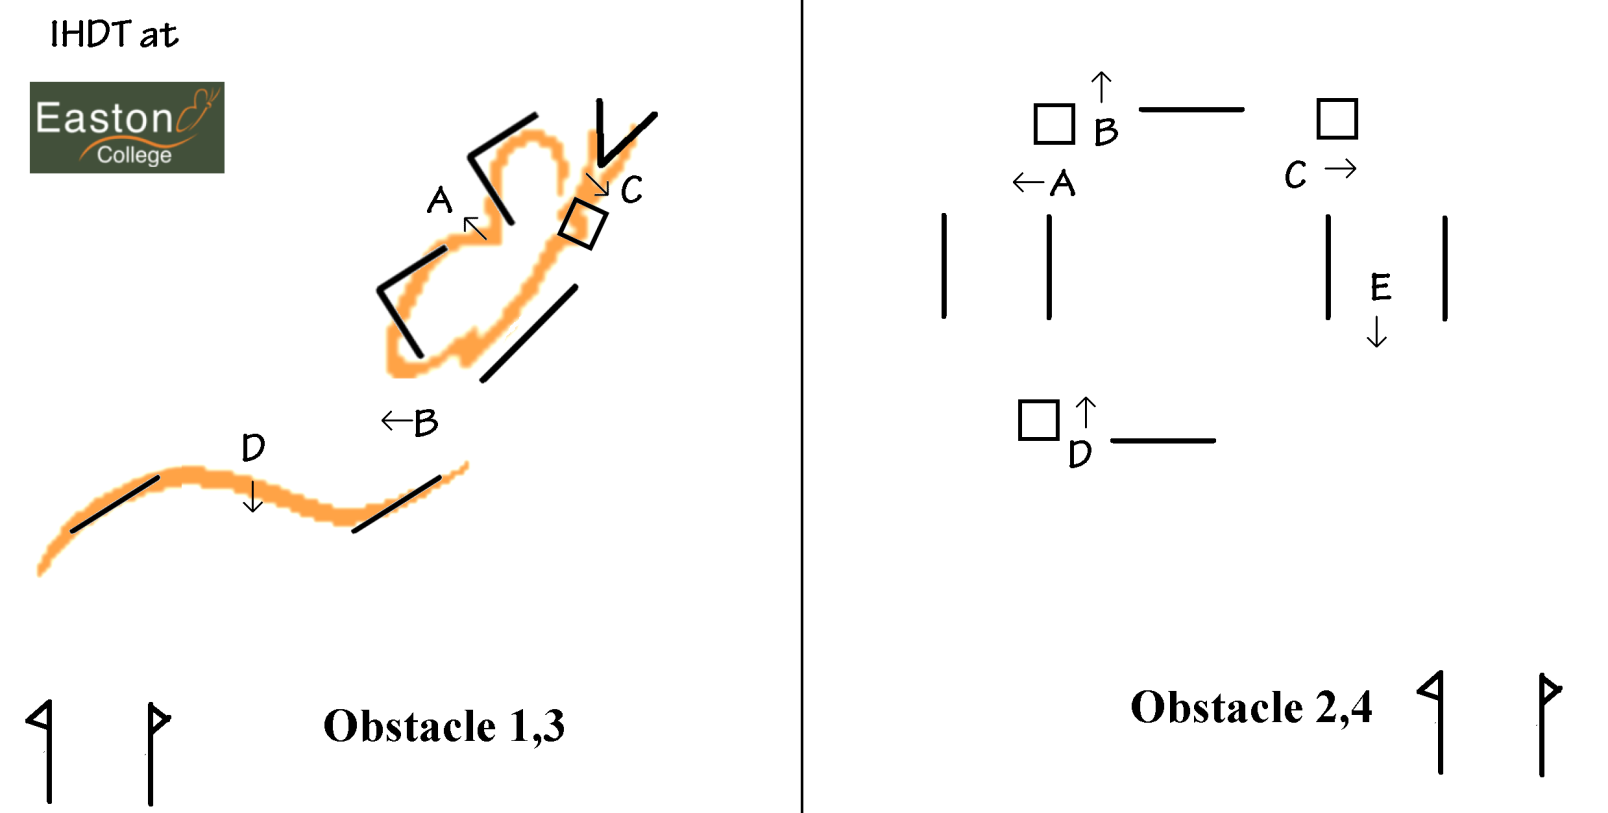 IHDT at
Easton
College
A
C
←B
D
Obstacle 1,3
B
←A
C →
E
D
Obstacle 2,4